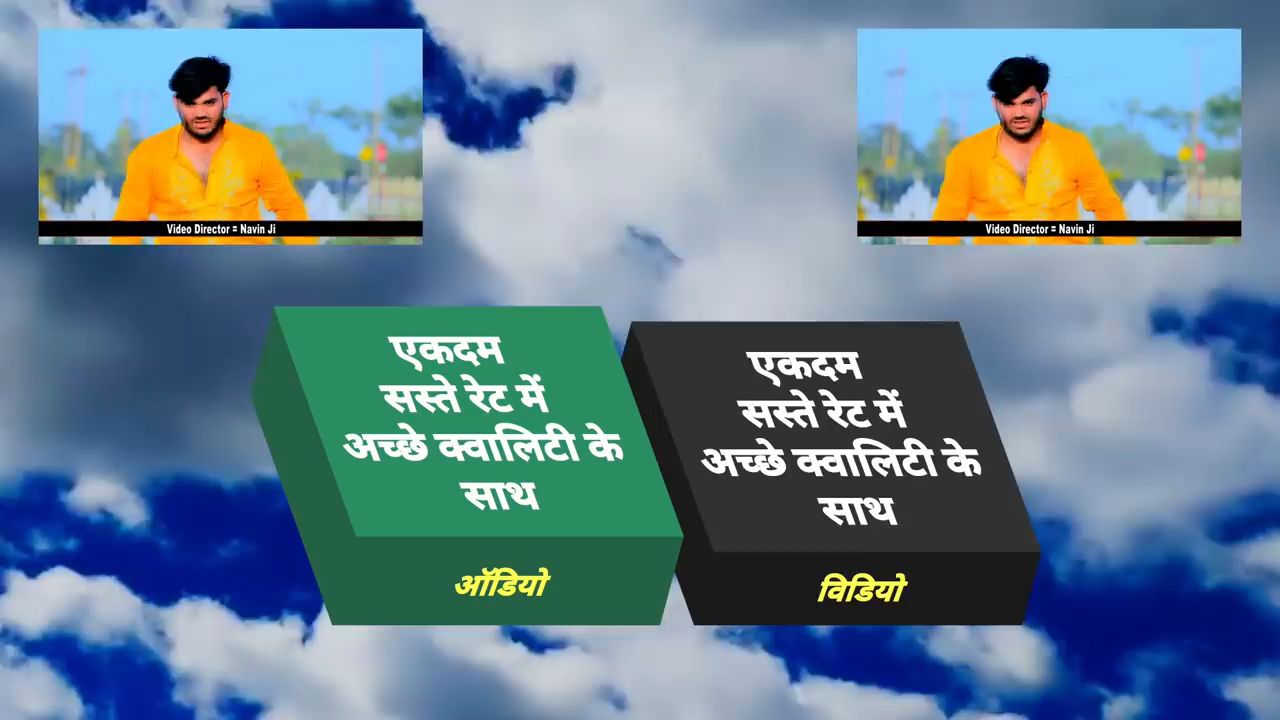 Video Director = Navin Ji
Video Director = Navin Ji
एकदम
सस्ते रेट में
अच्छे क्वालिटी के
साथ
ऑडियो
एकदम
सस्ते रेट में
अच्छे क्वालिटी के
साथ
विडियो